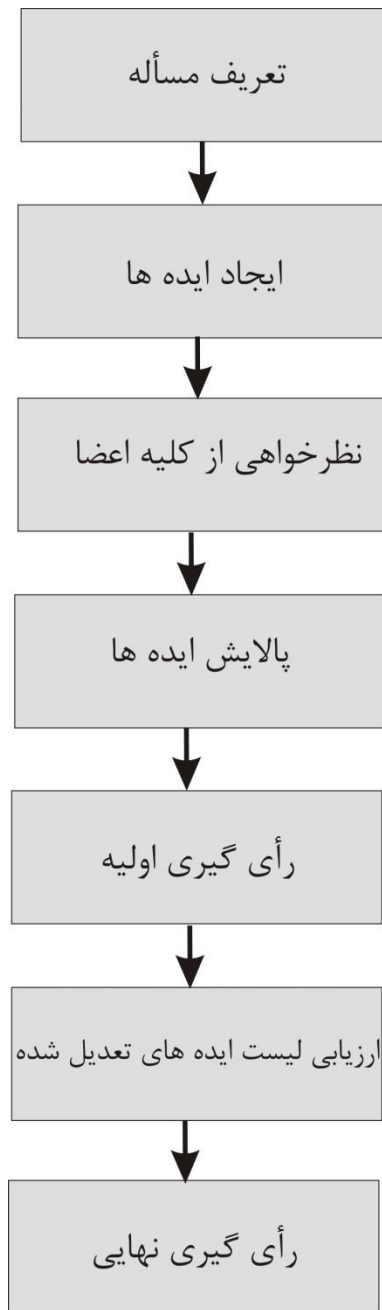 تعریف مسأله
ایجاد ایده ها
نظرخواهی از کلیه اعضا
پالایش ایده ها
رأی گیری اولیه
ارزیابی لیست ایده های تعدیل شده
رأی گیری نهایی